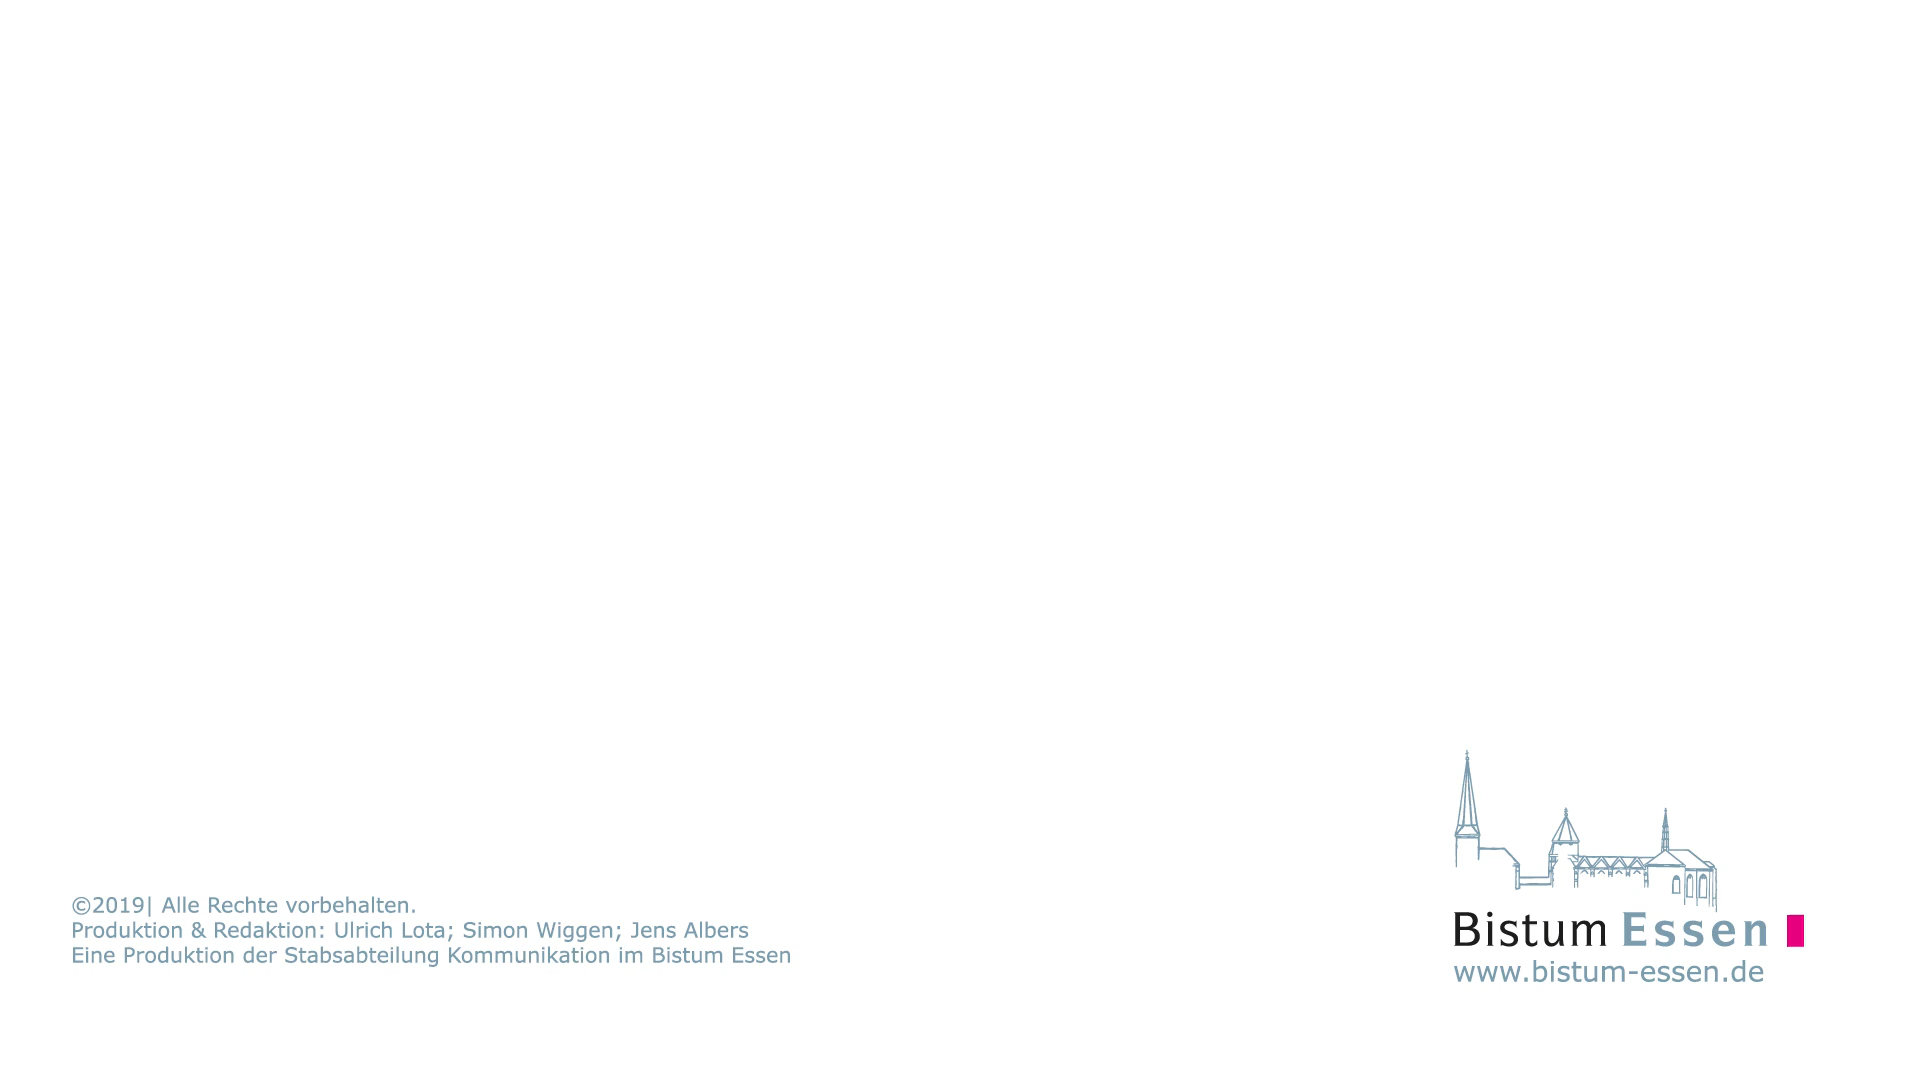 ©2019| Alle Rechte vorbehalten.
Produktion & Redaktion: Ulrich Lota; Simon Wiggen; Jens Albers
Eine Produktion der Stabsabteilung Kommunikation im Bistum Essen
Bistum Essen
www.bistum-essen.de